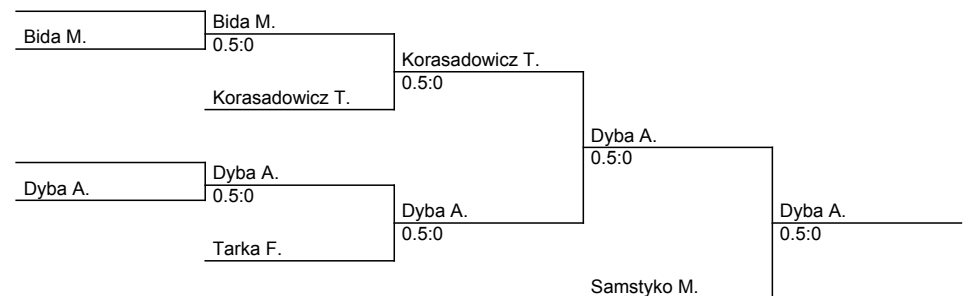 Bida M.
Bida M.
0.5:0
Korasadowicz T.
0.5:0
Korasadowicz T.
Dyba A.
0.5:0
Dyba A.
Dyba A.
0.5:0
Dyba A.
0.5:0
Dyba A.
0.5:0
Tarka F.
Samstyko M.